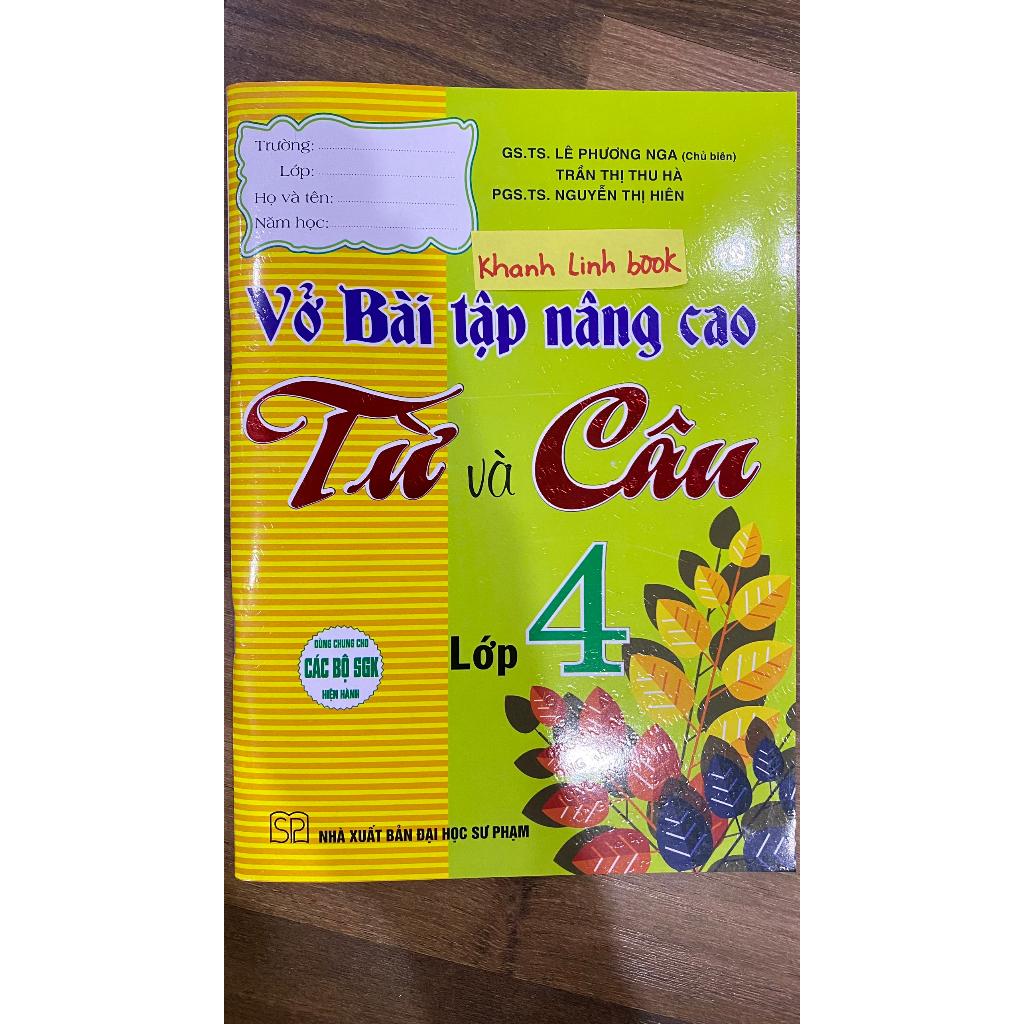 Trường:
Lớp:
Họ và tên:
Năm học:
GS.TS. LÊ PHƯƠNG NGA (Chủ biên)
TRẦN THỊ THU HÀ
PGS.TS. NGUYỄN THỊ HIÊN
Khanh Linh book
Vở Bài tập nâng cao
Từ và Câu
Lớp 4
DÙNG CHUNG CHO
CÁC BỘ SGK
HIỆN HÀNH
SP
NHÀ XUẤT BẢN ĐẠI HỌC SƯ PHẠM